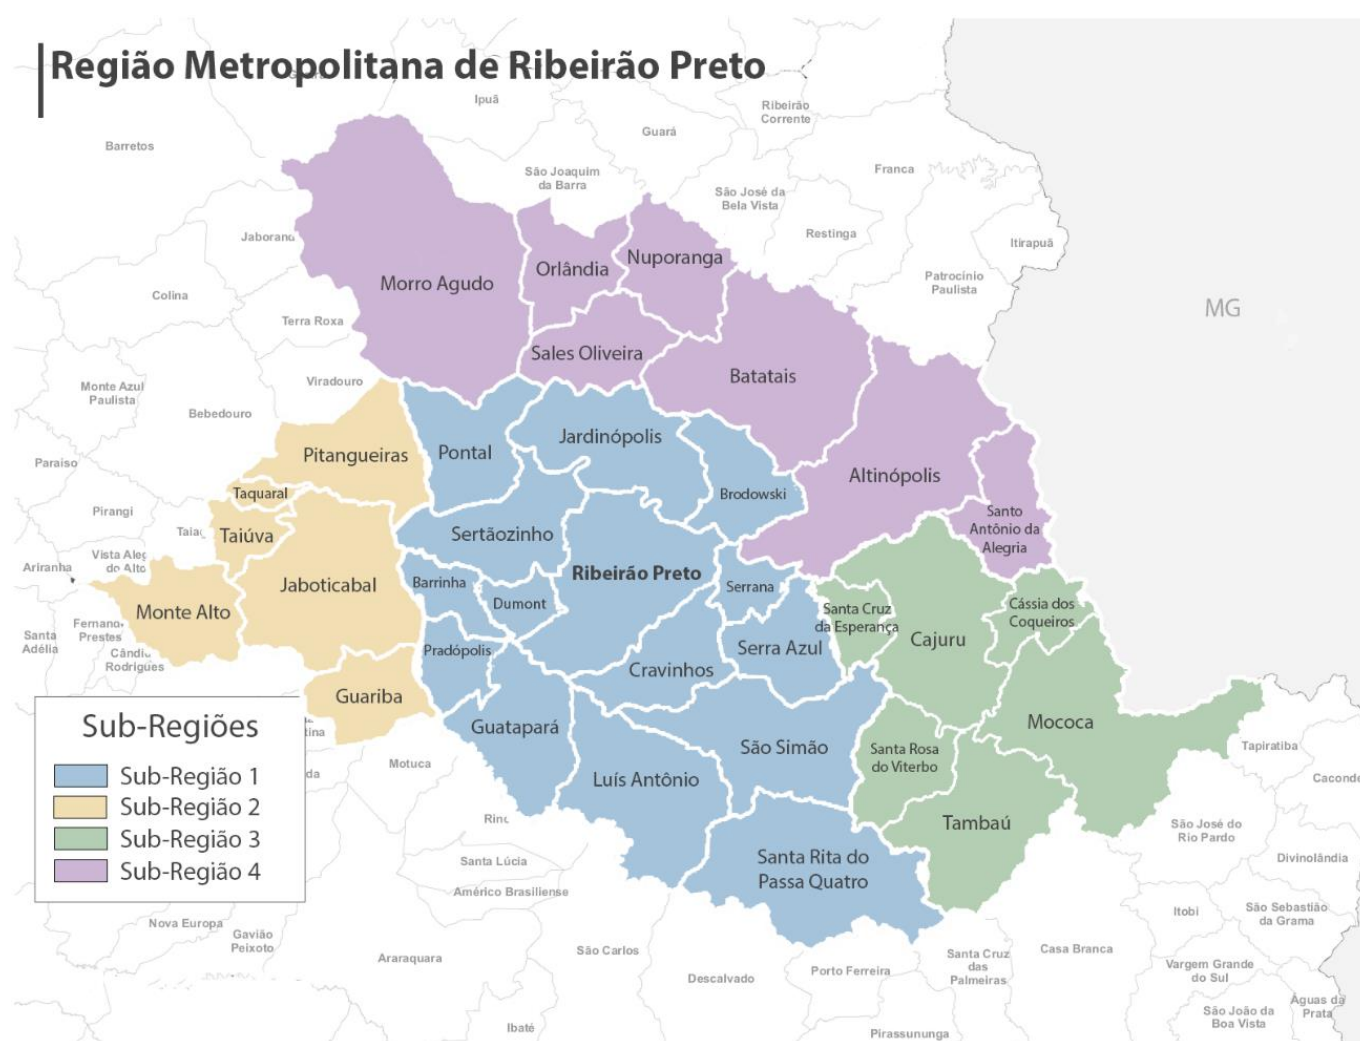 Região Metropolitana de Ribeirão Preto
Ipuã
Ribeirão
Corrente
Guará
Barretos
Franca
São Joaquim
da Barra
São José da
Bela Vista
Restinga
Itirapuã
Patrocínio
Paulista
Colina
Terra Roxa
Viradouro
Monte Azul
Paulista
Bebedouro
MG
Morro Agudo
Orlândia
Nuporanga
Sales Oliveira
Batatais
Altinópolis
Santo
Antônio da
Alegria
Paraíso
Pirangi
Ariranha
Vista Aleg
do Alto
Santa
Adélia
Prestes
Rodrigues
Pitangueiras
Taquaral
Taiúva
Jaboticabal
Monte Alto
Guariba
Pontal
Jardinópolis
Brodowski
Sertãozinho
Ribeirão Preto
Barrinha
Dumont
Serrana
Pradópolis
Cravinhos
Serra Azul
Guatapará
Luís Antônio
São Simão
Santa Rita do
Passa Quatro
Santa Cruz
da Esperança
Cajuru
Cássia dos
Coqueiros
Mococa
Santa Rosa
do Viterbo
Tambaú
Sub-Regiões
Sub-Região 1
Sub-Região 2
Sub-Região 3
Sub-Região 4
Motuca
Santa Lúcia
Américo Brasiliense
Nova Europa
Gavião
Peixoto
Araraquara
São Carlos
Ibaté
Descalvado
Porto Ferreira
Pirassununga
Santa Cruz
das
Palmeiras
Casa Branca
Tapiratiba
Caconde
São José do
Rio Pardo
Divinolândia
Itobi
São Sebastião
da Grama
Vargem Grande
do Sul
Águas da
Prata
São João da
Boa Vista